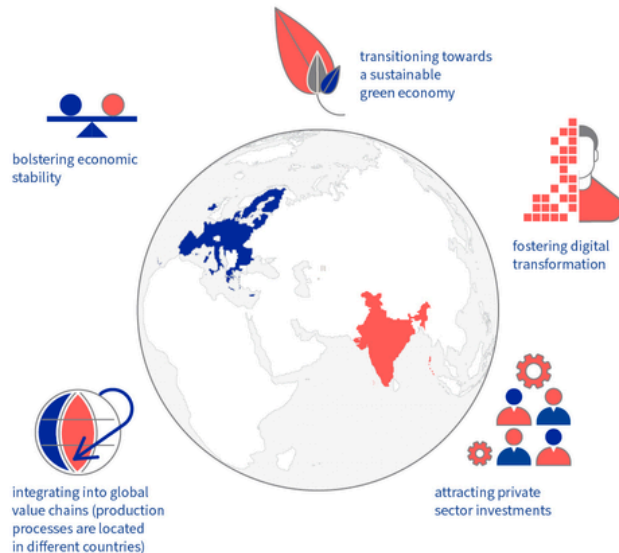 transitioning towards
a sustainable
green economy
bolstering economic
stability
fostering digital
transformation
integrating into global
value chains (production
processes are located
in different countries)
attracting private
sector investments